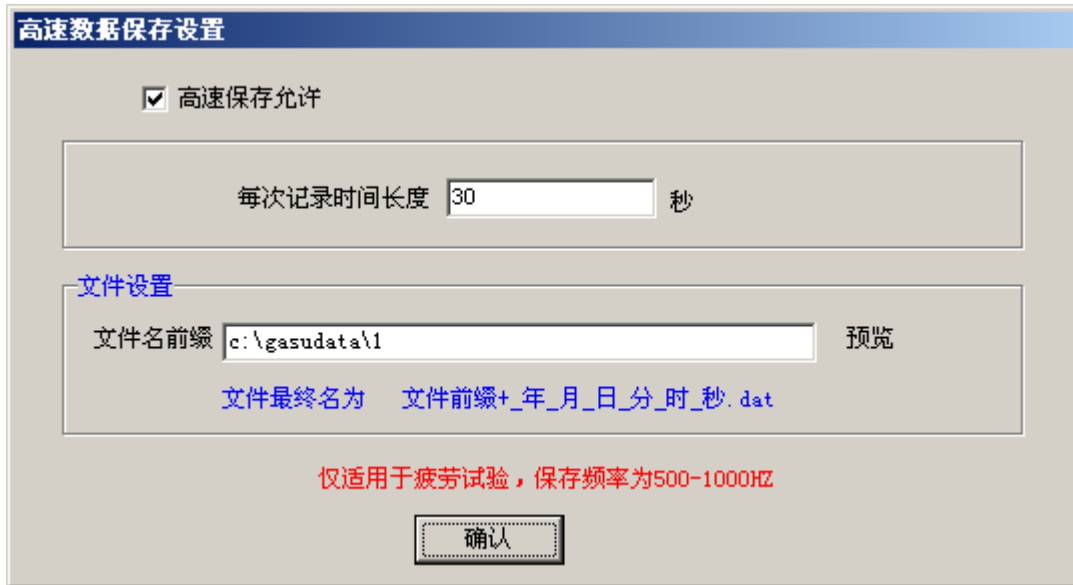 高速数据保存设置
高速保存允许
每次记录时间长度 30 秒
文件设置
文件名前缀 c:\gasudata\1 预览
文件最终名为 文件前缀+_年_月_日_分_时_秒.dat
仅适用于疲劳试验，保存频率为500-1000HZ
确认